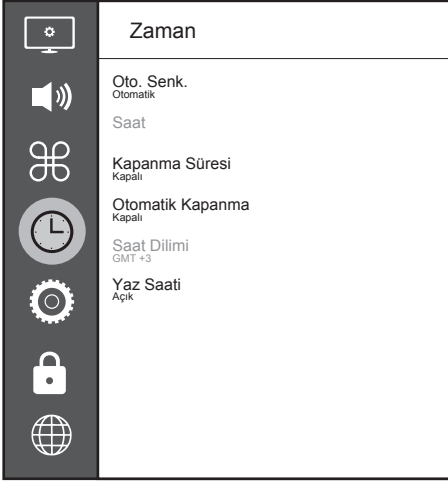 Zaman
Oto. Senk.
Otomatik
Saat
Kapanma Süresi
Kapalı
Otomatik Kapanma
Kapalı
Saat Dilimi
GMT +3
Yaz Saati
Açık